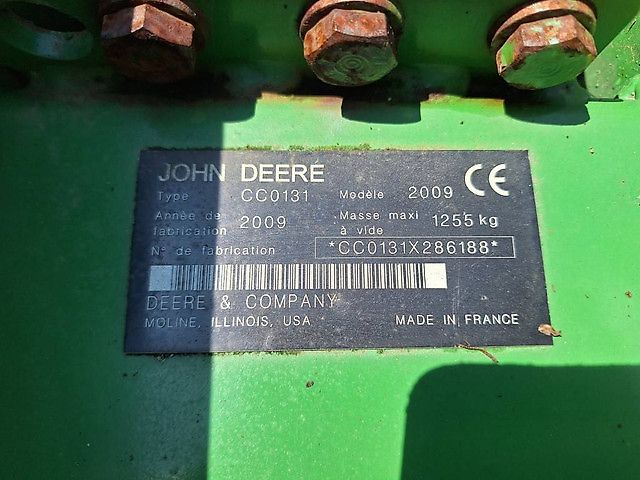 JOHN DEERE CE
Type CC0131 Modèle 2009
Année de fabrication 2009 Masse maxi à vide 1255 kg
N° de fabrication *CC0131X286188*
DEERE & COMPANY
MOLINE, ILLINOIS, USA MADE IN FRANCE